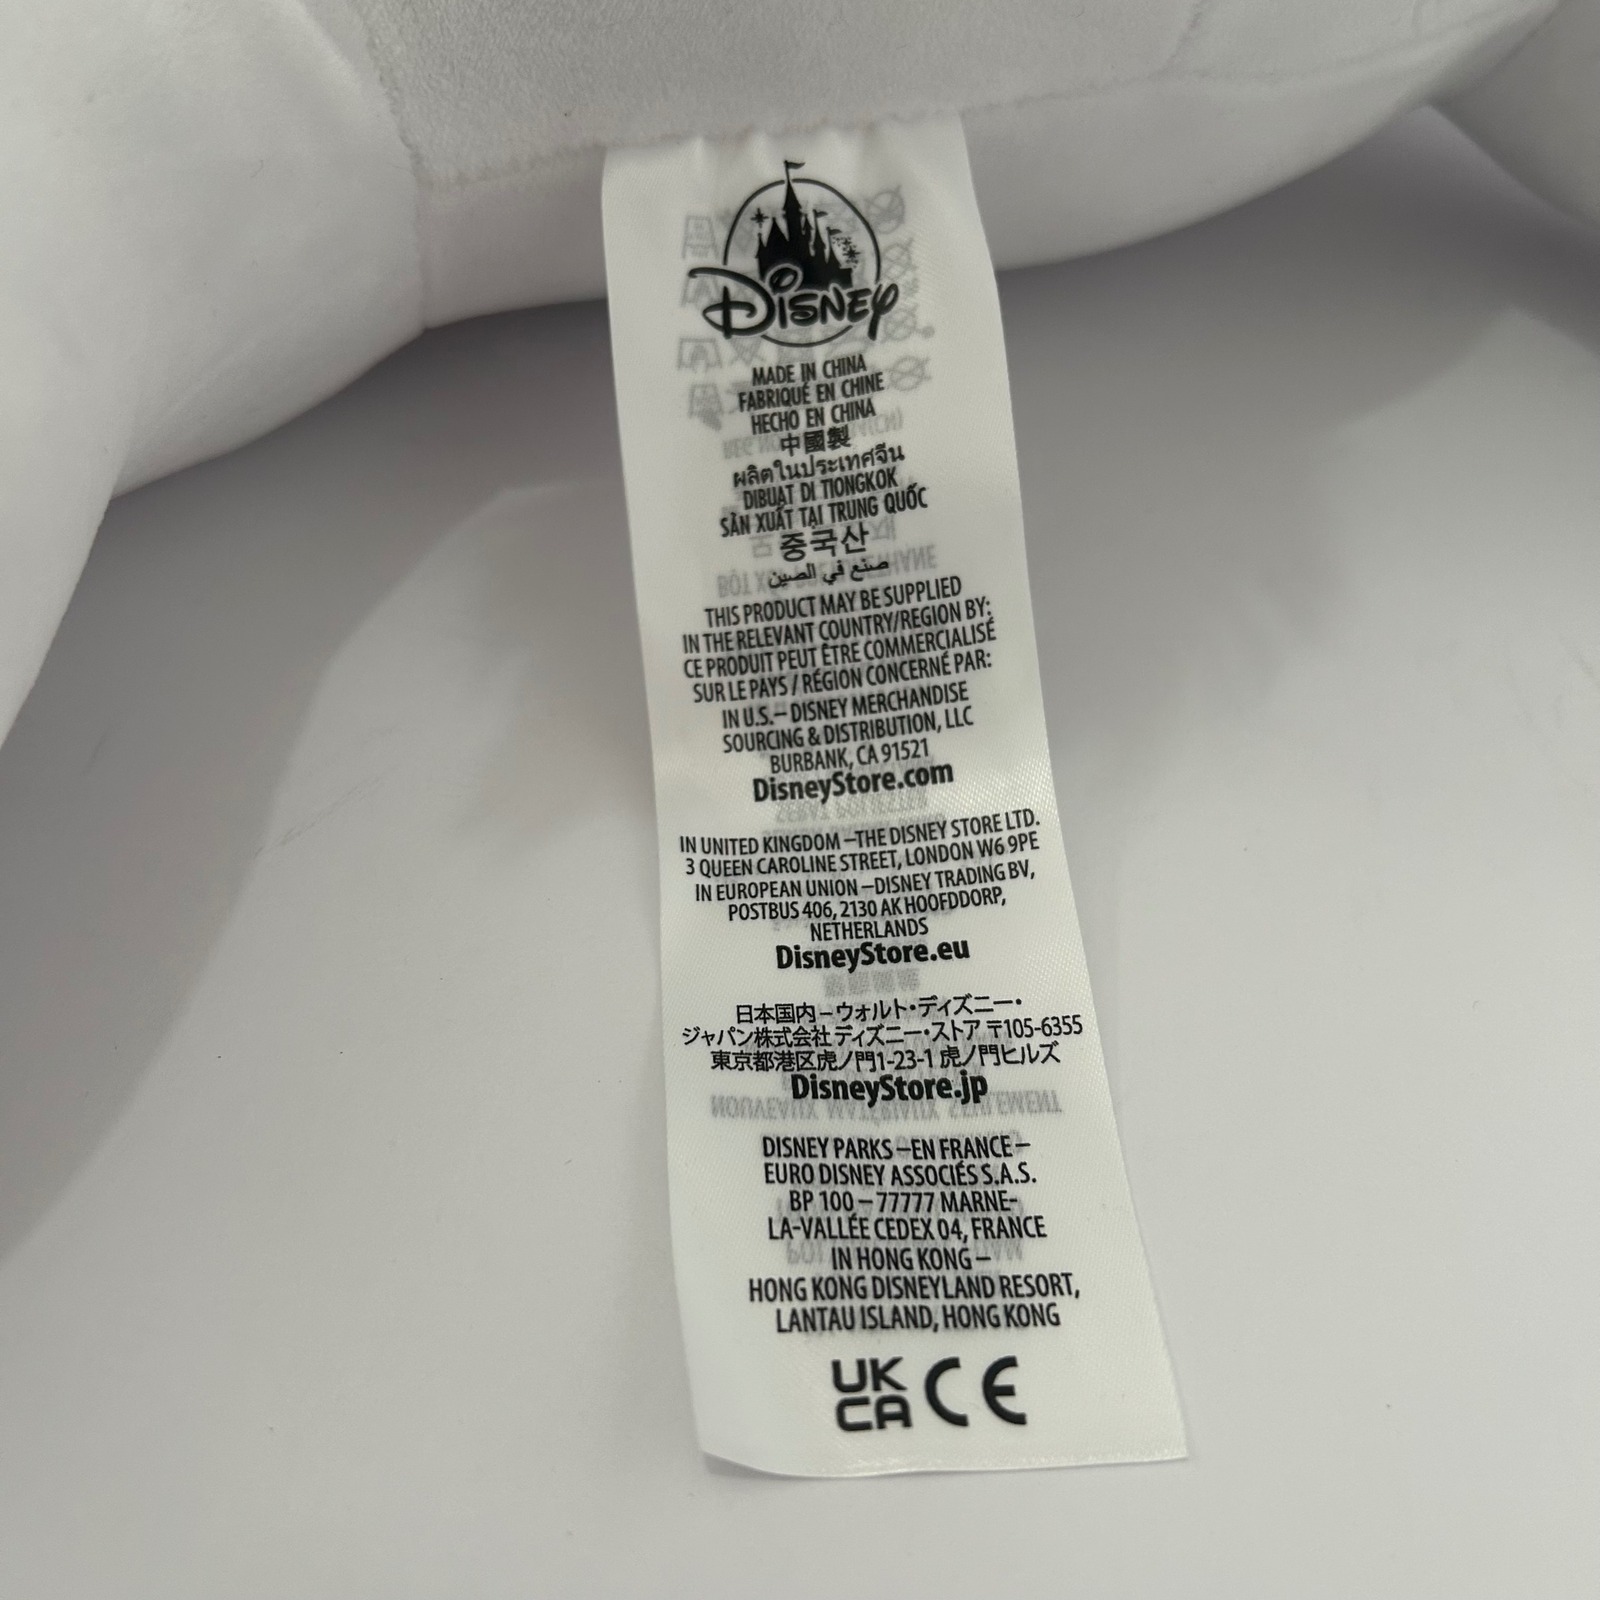 Disney
MADE IN CHINA
FABRIQUÉ EN CHINE
HECHO EN CHINA
中國製
ผลิตในประเทศจีน
DIBUAT DI TIONGKOK
SẢN XUẤT TẠI TRUNG QUỐC
중국산
صنع في الصين
THIS PRODUCT MAY BE SUPPLIED
IN THE RELEVANT COUNTRY/REGION BY:
CE PRODUIT PEUT ÊTRE COMMERCIALISÉ
SUR LE PAYS / RÉGION CONCERNÉ PAR:
IN U.S.– DISNEY MERCHANDISE
SOURCING & DISTRIBUTION, LLC
BURBANK, CA 91521
DisneyStore.com
IN UNITED KINGDOM –THE DISNEY STORE LTD.
3 QUEEN CAROLINE STREET, LONDON W6 9PE
IN EUROPEAN UNION –DISNEY TRADING BV,
POSTBUS 406, 2130 AK HOOFDDORP,
NETHERLANDS
DisneyStore.eu
日本国内–ウォルト・ディズニー・
ジャパン株式会社 ディズニー・ストア 〒105-6355
東京都港区虎ノ門1-23-1 虎ノ門ヒルズ
DisneyStore.jp
DISNEY PARKS –EN FRANCE –
EURO DISNEY ASSOCIÉS S.A.S.
BP 100 – 77777 MARNE-
LA-VALLÉE CEDEX 04, FRANCE
IN HONG KONG –
HONG KONG DISNEYLAND RESORT,
LANTAU ISLAND, HONG KONG
UK
CA CE